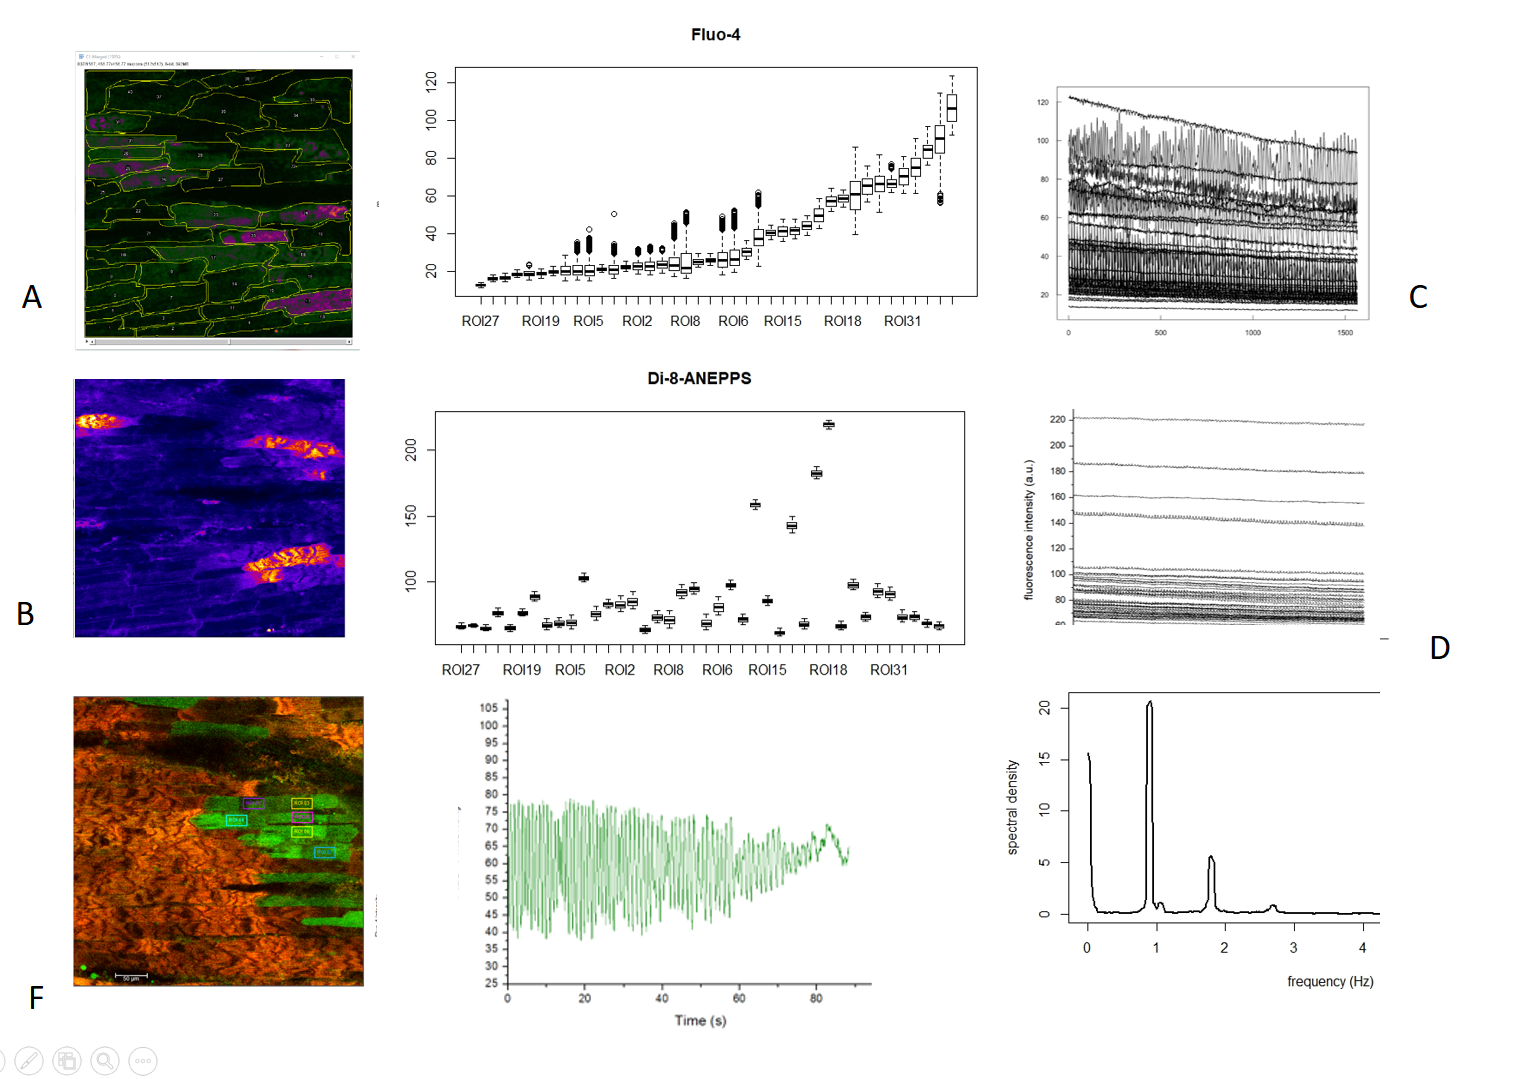 Fluo-4
120
100
80
60
40
20
ROI27 ROI19 ROI5 ROI2 ROI8 ROI6 ROI15 ROI18 ROI31
A
120
100
80
60
40
20
0 500 1000 1500
C
Di-8-ANEPPS
200
150
100
ROI27 ROI19 ROI5 ROI2 ROI8 ROI6 ROI15 ROI18 ROI31
B
fluorescence intensity (a.u.)
220
200
180
160
140
120
100
80
60
D
50 µm
F
105
100
95
90
85
80
75
70
65
60
55
50
45
40
35
30
25
0 20 40 60 80
Time (s)
spectral density
20
15
10
5
0
0 1 2 3 4
frequency (Hz)